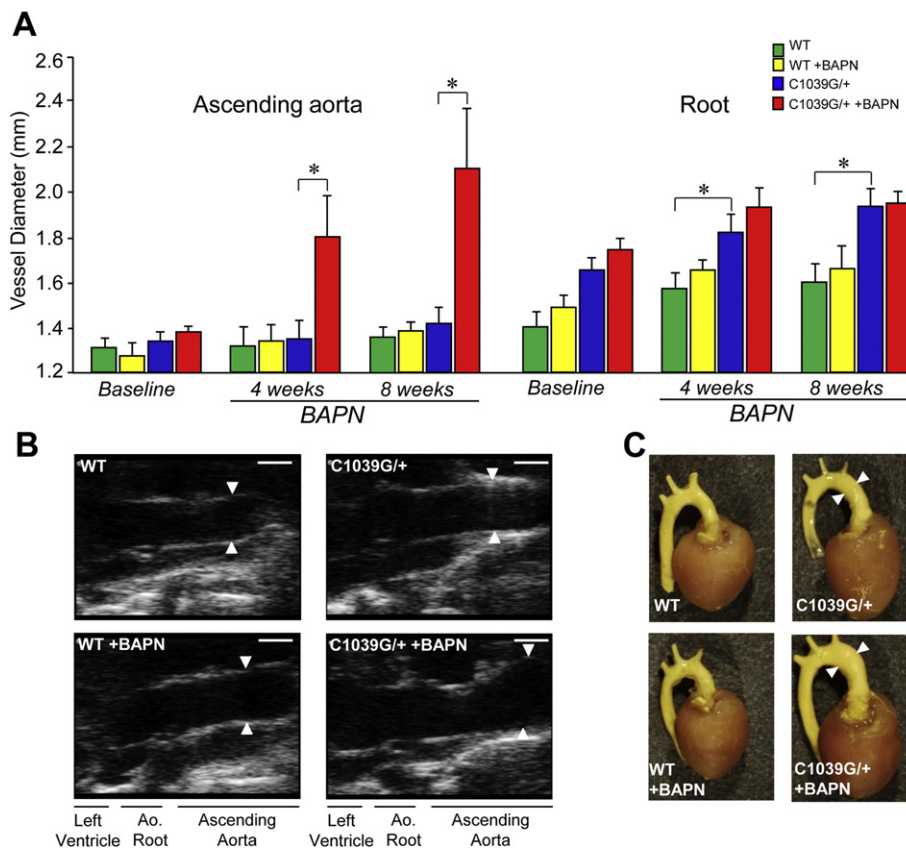 A
WT
WT +BAPN
C1039G/+
C1039G/+ +BAPN
Ascending aorta
Root
Vessel Diameter (mm)
2.6
2.4
2.2
2.0
1.8
1.6
1.4
1.2
*
*
*
*
Baseline
4 weeks
8 weeks
BAPN
Baseline
4 weeks
8 weeks
BAPN
B
WT
C1039G/+
WT +BAPN
C1039G/+ +BAPN
Left
Ventricle
Ao.
Root
Ascending
Aorta
Left
Ventricle
Ao.
Root
Ascending
Aorta
C
WT
C1039G/+
WT
+BAPN
C1039G/+
+BAPN